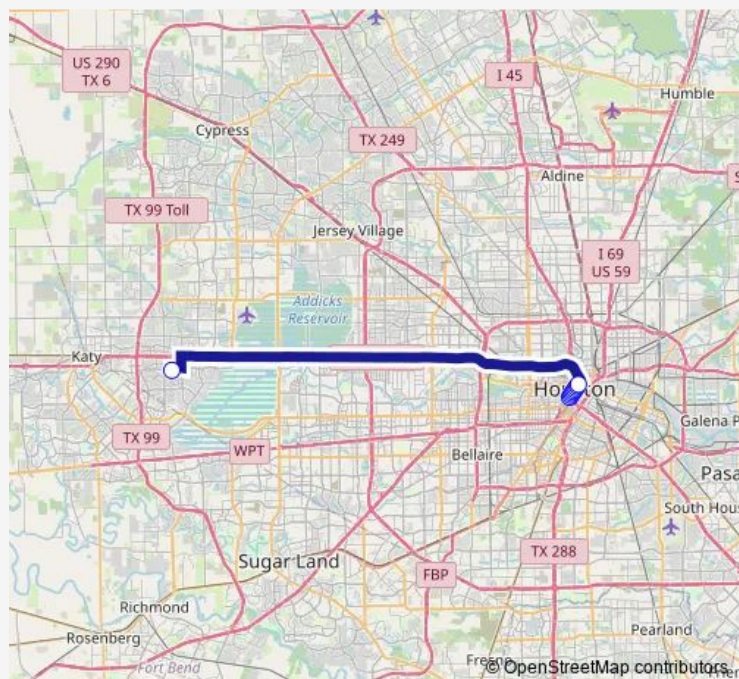 US 290
TX 6
I 45
Humble
Cypress
TX 249
Aldine
TX 99 Toll
Jersey Village
I 69
US 59
Addicks
Reservoir
Katy
Houston
Galena P
TX 99
WPT
Bellaire
Pasa
South Hous
Sugar Land
TX 288
FBP
Richmond
Rosenberg
Pearland
Fort Bend
Fresno
© OpenStreetMap contributors